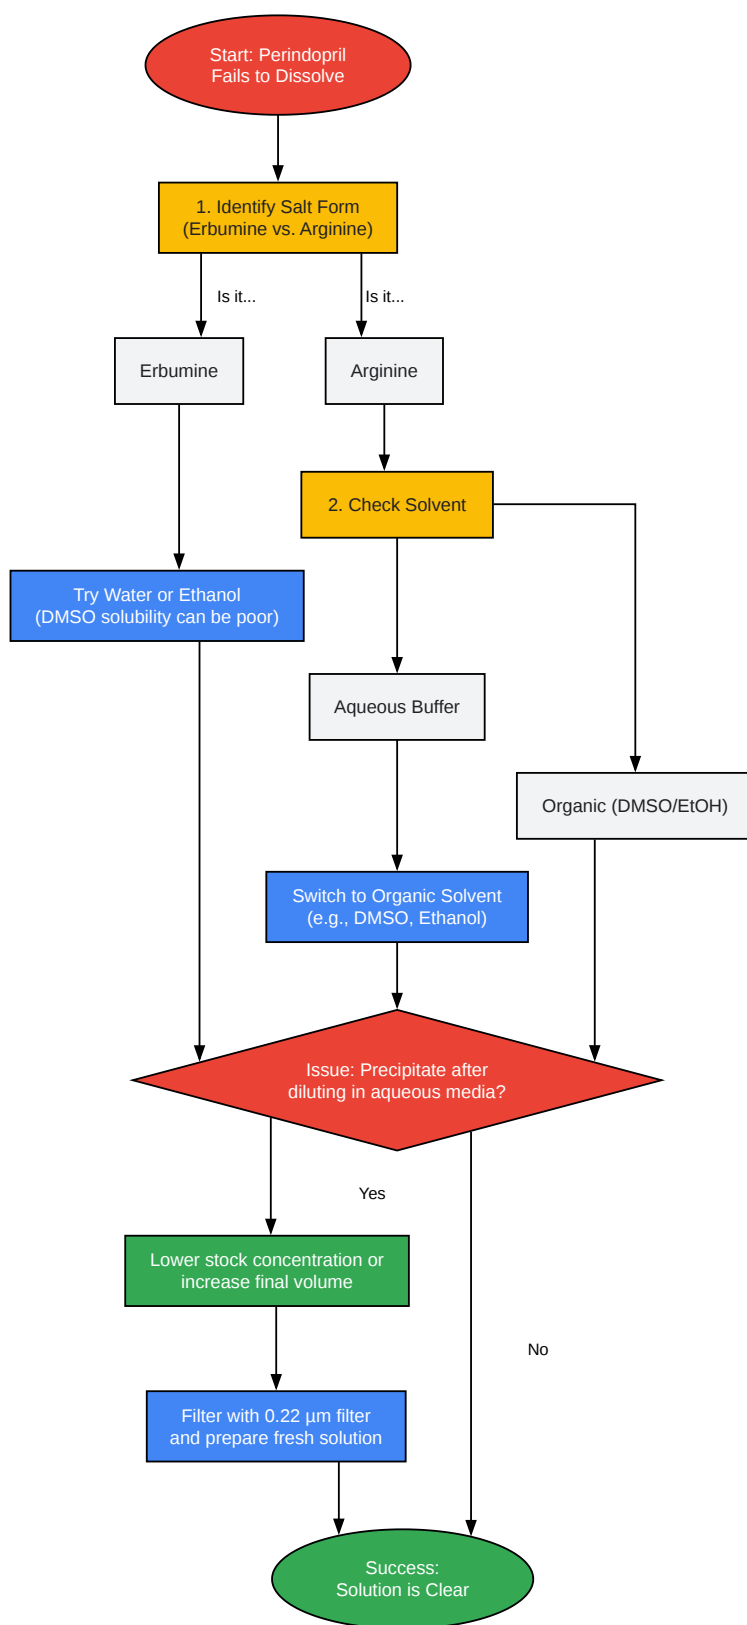 Start: Perindopril
Fails to Dissolve
1. Identify Salt Form
(Erbumine vs. Arginine)
Is it...
Is it...
Erbumine
Arginine
2. Check Solvent
Try Water or Ethanol
(DMSO solubility can be poor)
Aqueous Buffer
Organic (DMSO/EtOH)
Switch to Organic Solvent
(e.g., DMSO, Ethanol)
Issue: Precipitate after
diluting in aqueous media?
Yes
Lower stock concentration or
increase final volume
No
Filter with 0.22 µm filter
and prepare fresh solution
Success:
Solution is Clear